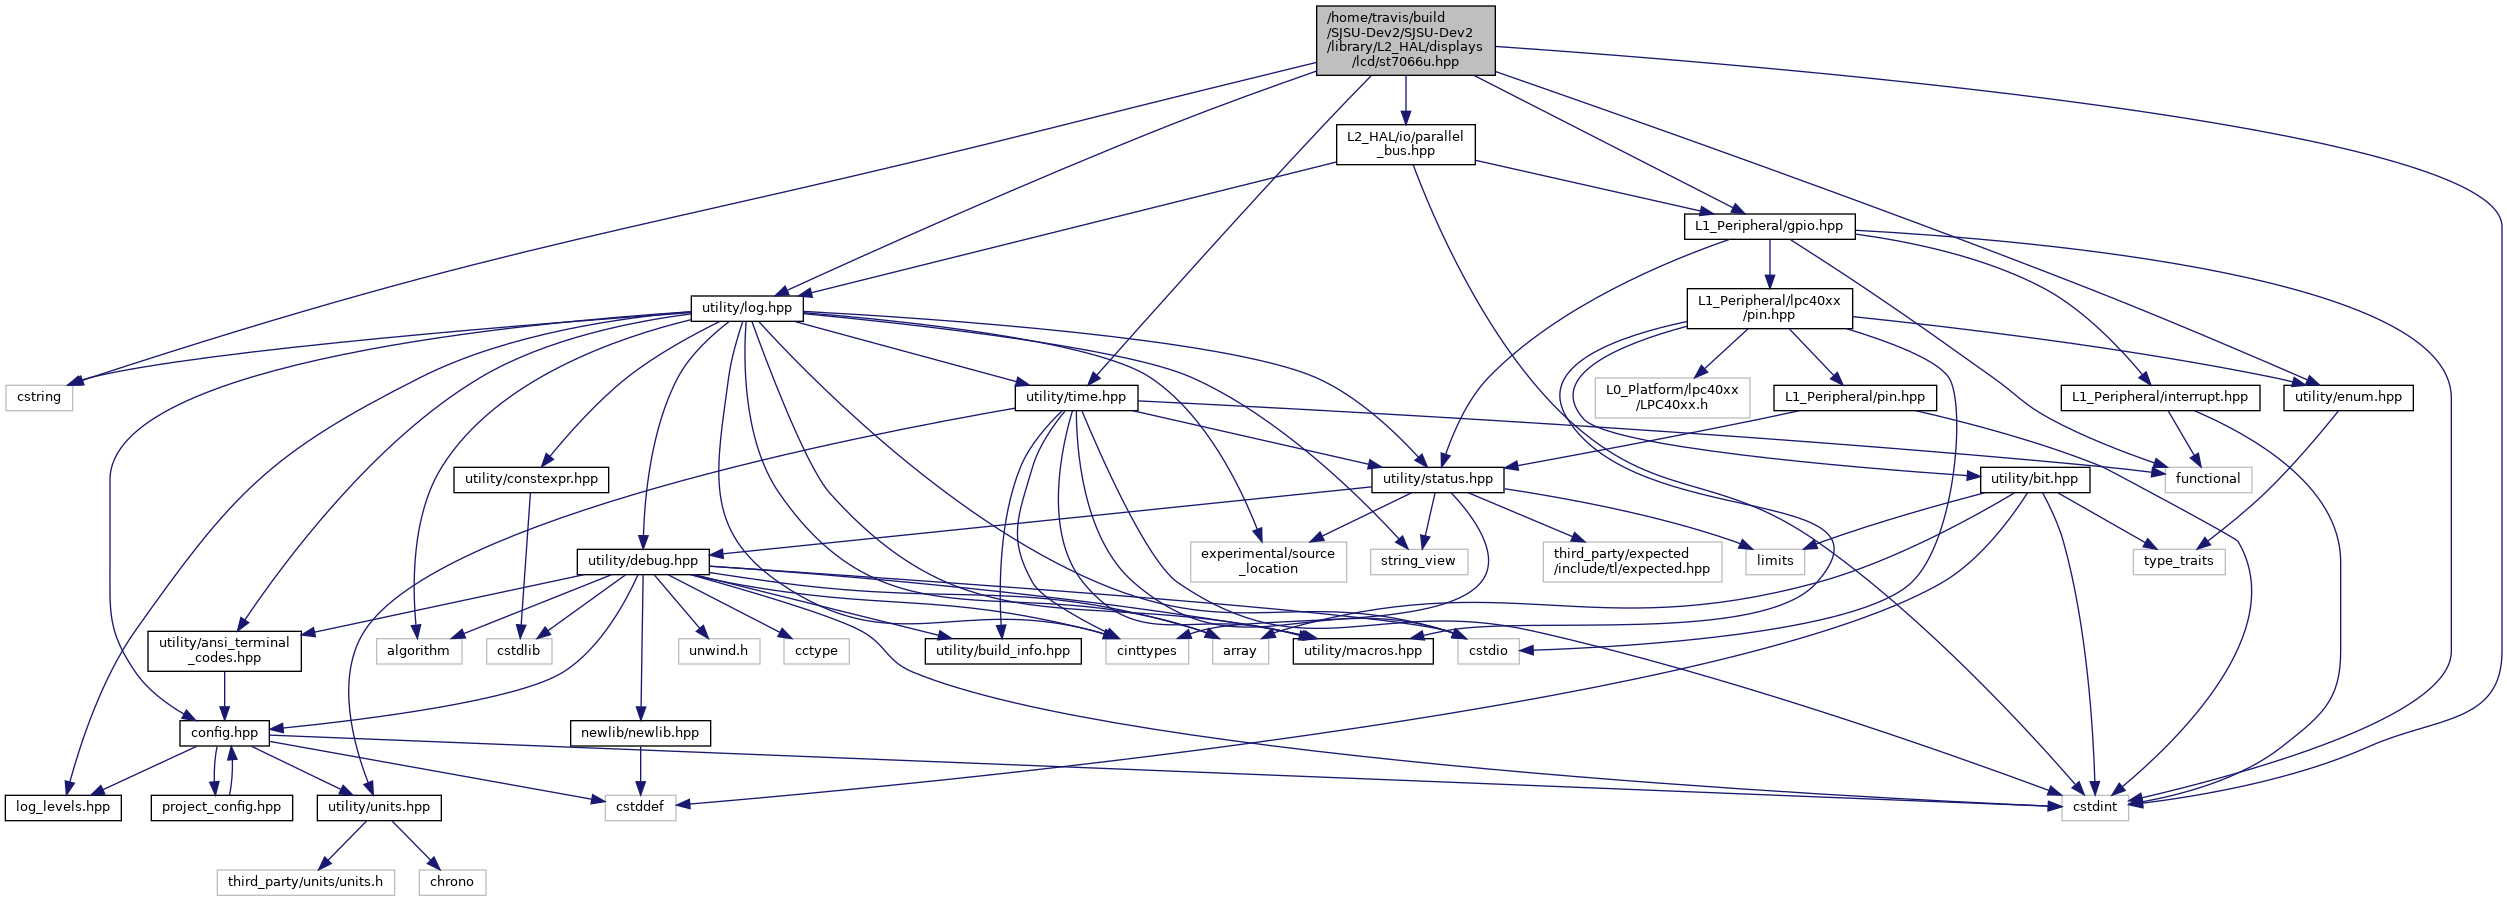 /home/travis/build
/SJSU-Dev2/SJSU-Dev2
/library/L2_HAL/displays
/lcd/st7066u.hpp
L2_HAL/io/parallel
_bus.hpp
L1_Peripheral/gpio.hpp
utility/log.hpp
L1_Peripheral/lpc40xx
/pin.hpp
cstring
utility/time.hpp
L0_Platform/lpc40xx
/LPC40xx.h
L1_Peripheral/pin.hpp
L1_Peripheral/interrupt.hpp
utility/enum.hpp
utility/constexpr.hpp
utility/status.hpp
utility/bit.hpp
functional
utility/debug.hpp
experimental/source
_location
string_view
third_party/expected
/include/tl/expected.hpp
limits
type_traits
utility/ansi_terminal
_codes.hpp
algorithm
cstdlib
unwind.h
cctype
utility/build_info.hpp
cinttypes
array
utility/macros.hpp
cstdio
config.hpp
newlib/newlib.hpp
log_levels.hpp
project_config.hpp
utility/units.hpp
cstddef
cstdint
third_party/units/units.h
chrono